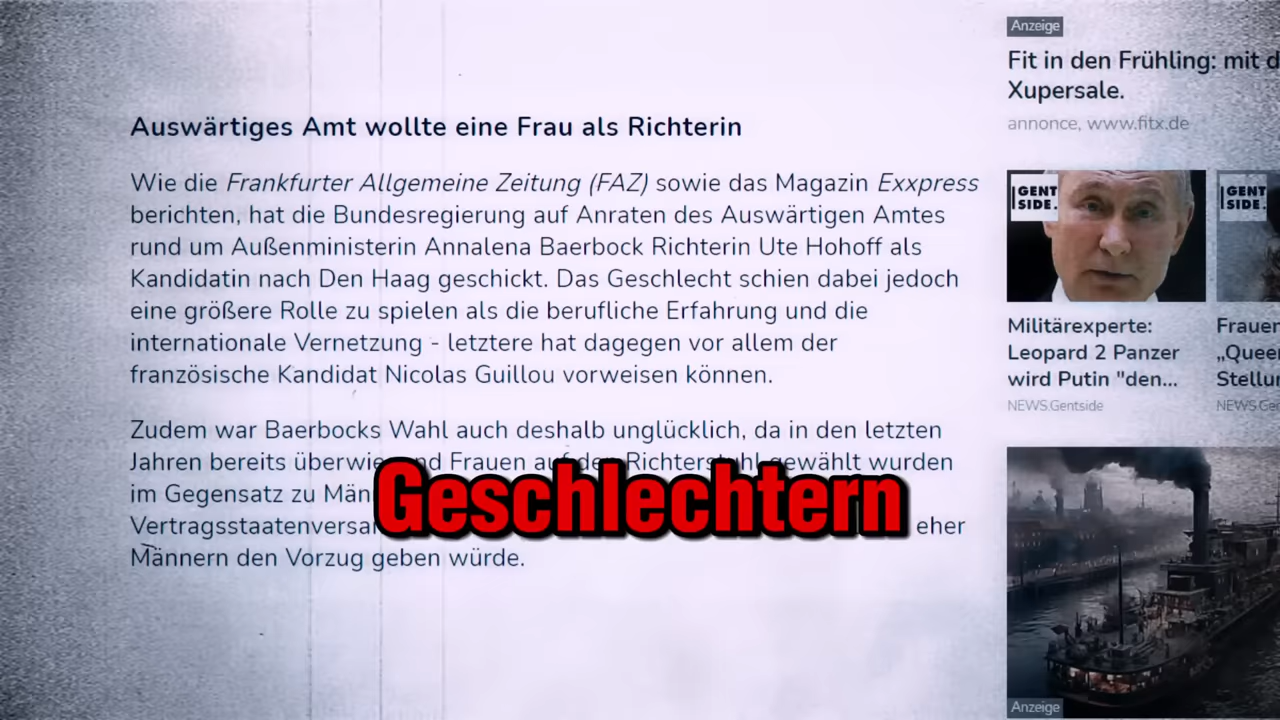 Auswärtiges Amt wollte eine Frau als Richterin
Wie die Frankfurter Allgemeine Zeitung (FAZ) sowie das Magazin Exxpress
berichten, hat die Bundesregierung auf Anraten des Auswärtigen Amtes
rund um Außenministerin Annalena Baerbock Richterin Ute Hohoff als
Kandidatin nach Den Haag geschickt. Das Geschlecht schien dabei jedoch
eine größere Rolle zu spielen als die berufliche Erfahrung und die
internationale Vernetzung - letztere hat dagegen vor allem der
französische Kandidat Nicolas Guillou vorweisen können.
Zudem war Baerbocks Wahl auch deshalb unglücklich, da in den letzten
Jahren bereits Frauen auf den Richterstuhl gewählt wurden
im Gegensatz zu
eher
Männern den Vorzug geben würde.
Geschlechtern
Anzeige
Fit in den Frühling: mit d
Xupersale.
annonce, www.fitx.de
GENT
SIDE.
Militärexperte:
Leopard 2 Panzer
wird Putin "den...
NEWS.Gentside
GENT
SIDE.
Frauen
„Queer
Stellun
NEWS.Ge
Anzeige